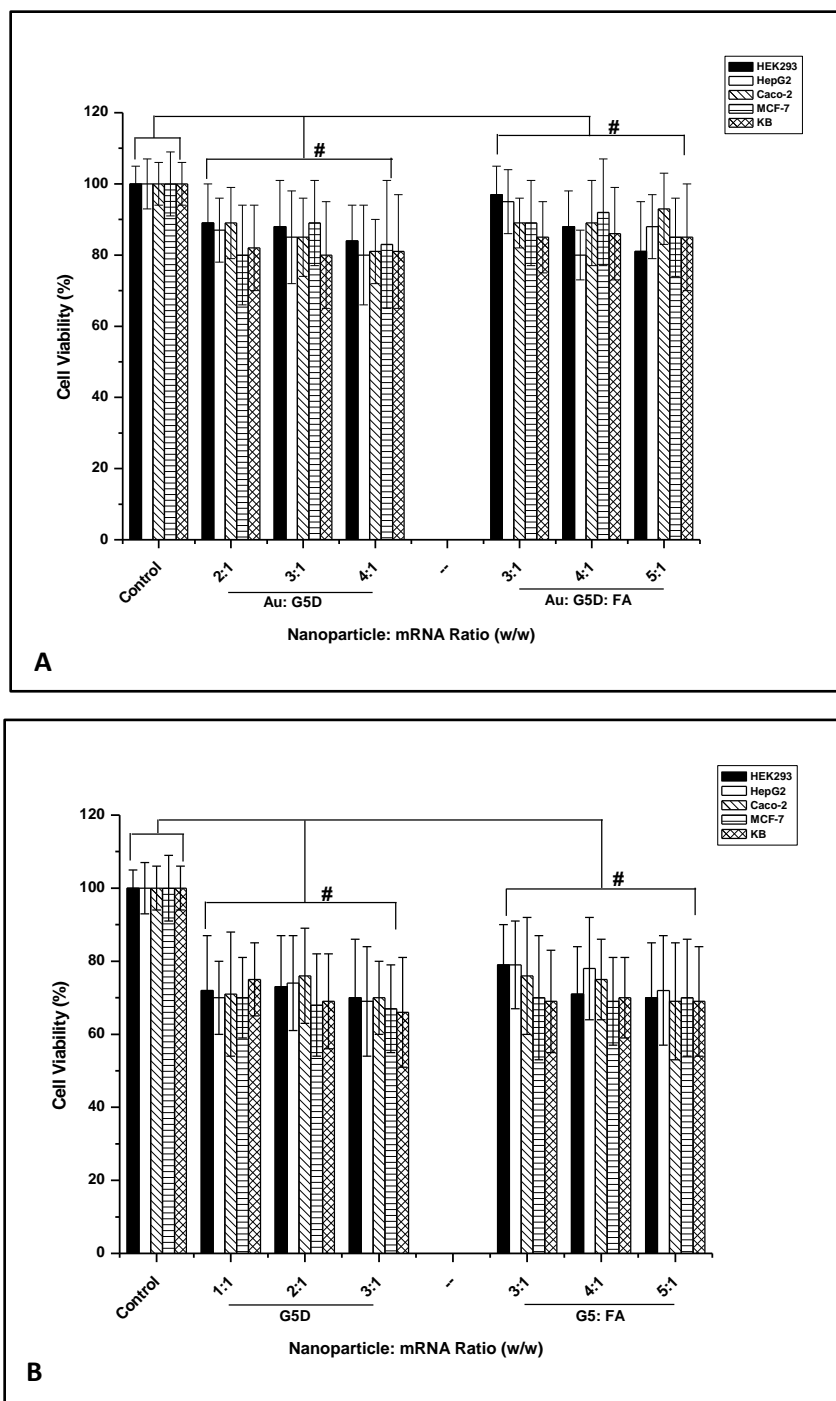 HEK293
HepG2
Caco-2
MCF-7
KB
120
100
80
60
40
20
0
Cell Viability (%)
#
#
Control
2:1
3:1
4:1
--
3:1
4:1
5:1
Au: G5D
Au: G5D: FA
Nanoparticle: mRNA Ratio (w/w)
A
HEK293
HepG2
Caco-2
MCF-7
KB
120
100
80
60
40
20
0
Cell Viability (%)
#
#
Control
1:1
2:1
3:1
--
3:1
4:1
5:1
G5D
G5: FA
Nanoparticle: mRNA Ratio (w/w)
B